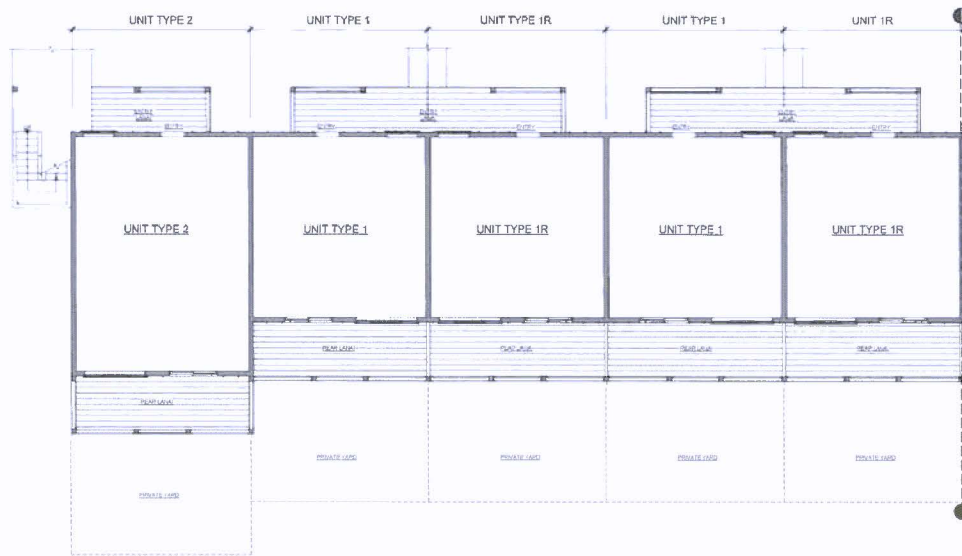 UNIT TYPE 2
UNIT TYPE 1
UNIT TYPE 1R
UNIT TYPE 1
UNIT 1R
ENTRY
ENTRY
ENTRY
ENTRY
ENTRY
UNIT TYPE 2
UNIT TYPE 1
UNIT TYPE 1R
UNIT TYPE 1
UNIT TYPE 1R
REAR LANAI
REAR LANAI
REAR LANAI
REAR LANAI
REAR LANAI
PRIVATE YARD
PRIVATE YARD
PRIVATE YARD
PRIVATE YARD
PRIVATE YARD